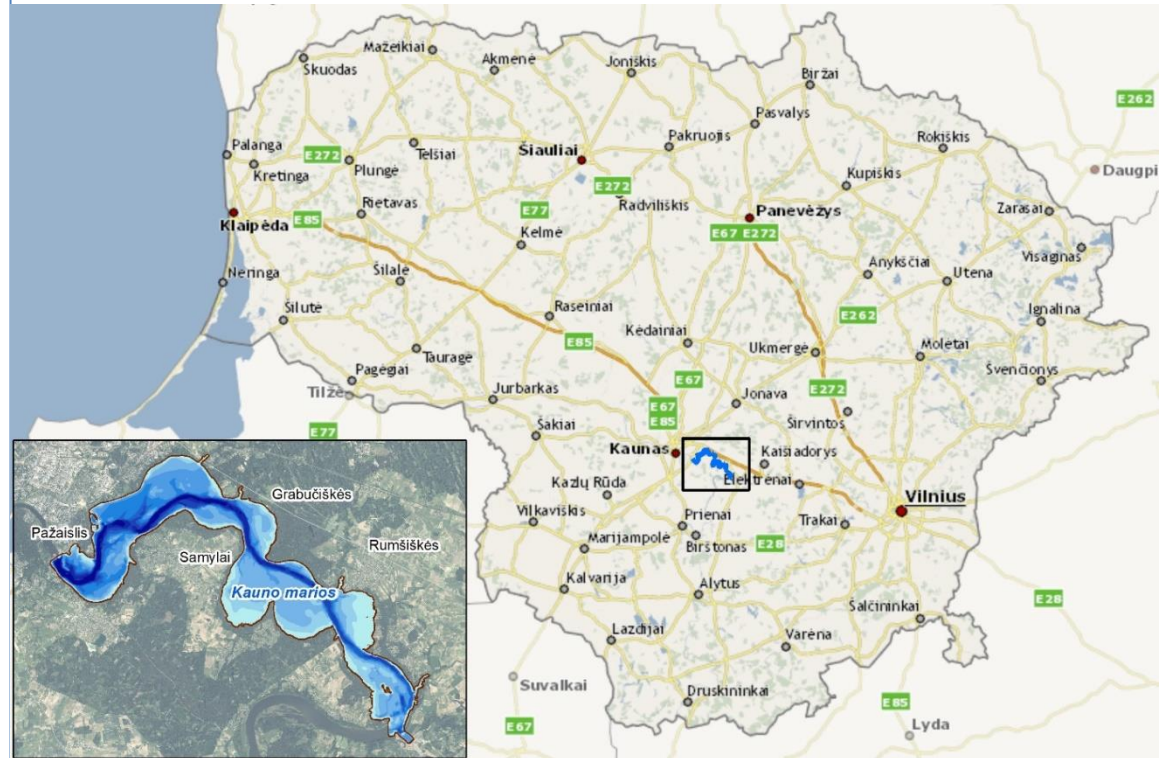 Mažeikiai
Akmenė
Joniškis
Skuodas
Biržai
E262
Pasvalys
Palanga
E272
Telšiai
Šiauliai
Pakruojis
Rokiškis
Kretinga
Plungė
Kupiškis
E272
Rietavas
E77
Radviliškis
Panevėžys
Zarasai
Klaipėda
E85
E67 E272
Kelmė
Visaginas
Anykščiai
Utena
Neringa
Šilalė
Šilutė
Raseiniai
E262
Ignalina
Kėdainiai
E85
Ukmergė
Molėtai
Tauragė
Pagėgiai
Švenčionys
E67
E272
Tilžė
Jurbarkas
Jonava
E67
E85
Širvintos
E77
Šakiai
Kaunas
Kaišiadorys
Elektrėnai
Kazlų Rūda
Vilnius
Grabučiškės
Vilkaviškis
Prienai
Trakai
Pažaislis
Samylai
Rumšiškės
Marijampolė
Birštonas
E28
Kauno marios
Kalvarija
Alytus
E28
Šalčininkai
Lazdijai
Varėna
Suvalkai
Druskininkai
E85
E67
Lyda